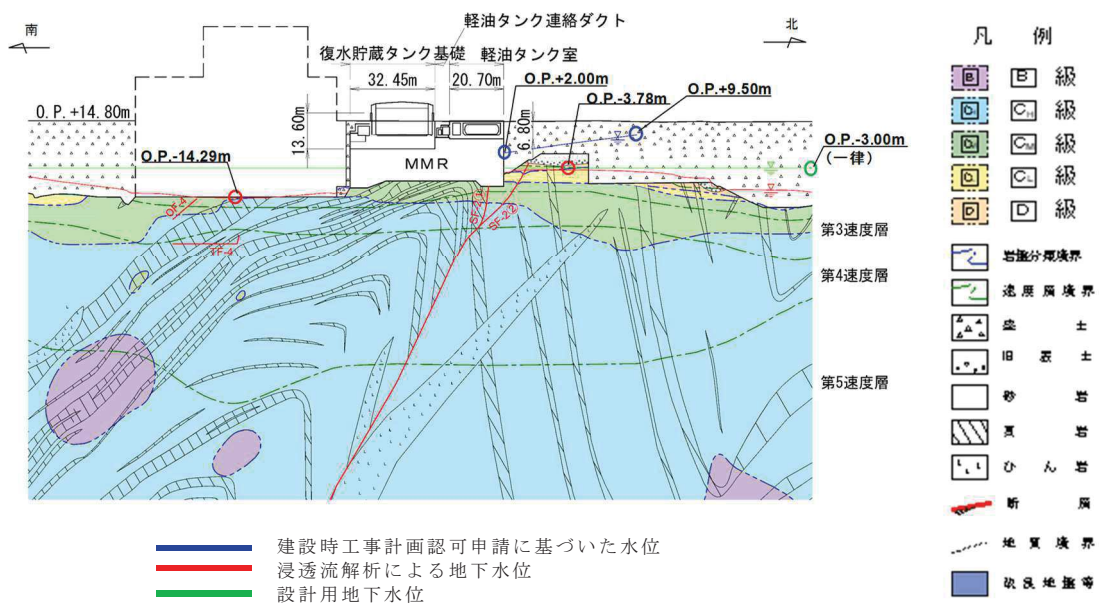 南
北
軽油タンク連絡ダクト
復水貯蔵タンク基礎 軽油タンク室
32.45m 20.70m
O.P.+2.00m
O.P.-3.78m
O.P.+9.50m
O.P.+14.80m
13.60m
6.80m
O.P.-14.29m
MMR
O.P.-3.00m
(一律)
OF-4
TF-4
SF-2
第3速度層
第4速度層
第5速度層
建設時工事計画認可申請に基づいた水位
浸透流解析による地下水位
設計用地下水位
凡 例
B B 級
CH 級
CM 級
CL 級
D D 級
岩盤分類境界
速度層境界
盛土
旧表土
砂岩
頁岩
ひん岩
断層
地質境界
改良地盤等